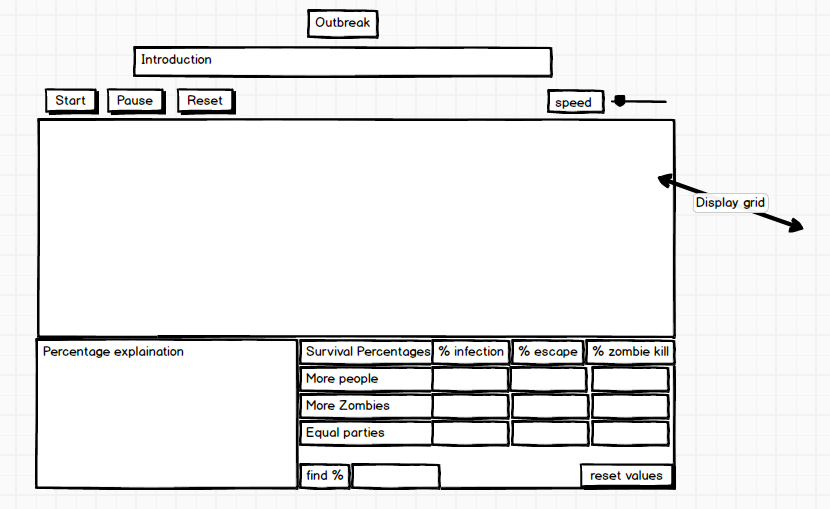 Outbreak
Introduction
Start Pause Reset speed
Display grid
Percentage explaination
Survival Percentages % infection % escape % zombie kill
More people
More Zombies
Equal parties
find % reset values